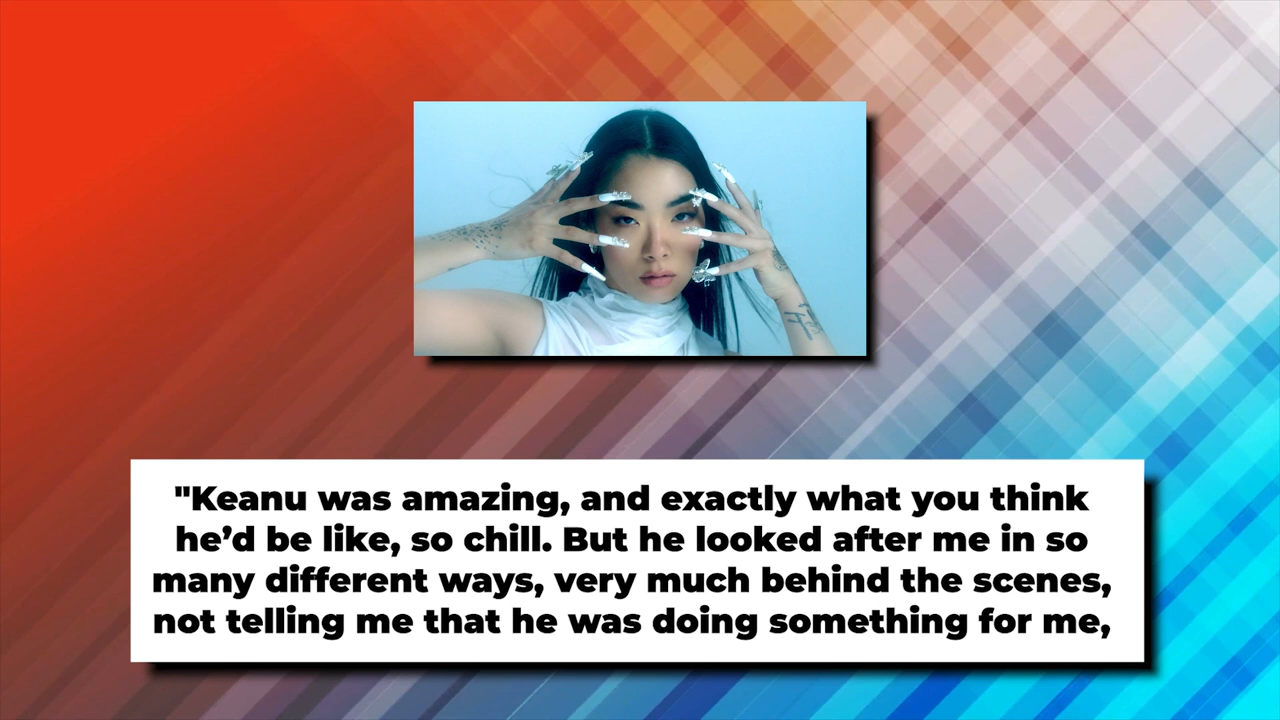 "Keanu was amazing, and exactly what you think
he’d be like, so chill. But he looked after me in so
many different ways, very much behind the scenes,
not telling me that he was doing something for me,